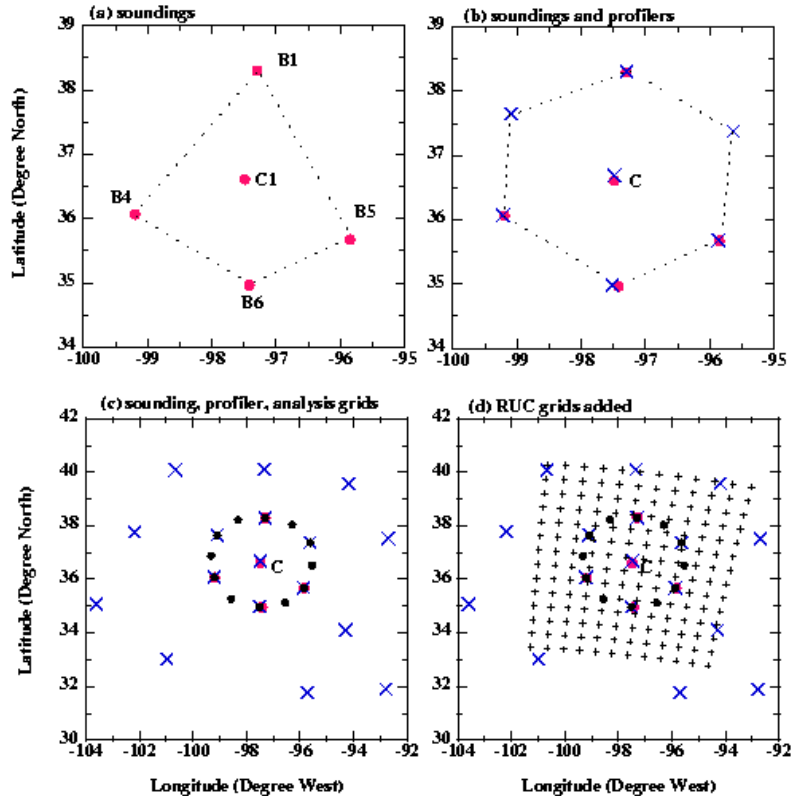 (a) soundings
39
38
37
36
35
34
-100 -99 -98 -97 -96 -95
Latitude (Degree North)
B1
C1
B4
B5
B6
(b) soundings and profilers
39
38
37
36
35
34
-100 -99 -98 -97 -96 -95
C
(c) sounding, profiler, analysis grids
42
40
38
36
34
32
30
-104 -102 -100 -98 -96 -94 -92
Latitude (Degree North)
Longitude (Degree West)
C
(d) RUC grids added
42
40
38
36
34
32
30
-104 -102 -100 -98 -96 -94 -92
Longitude (Degree West)